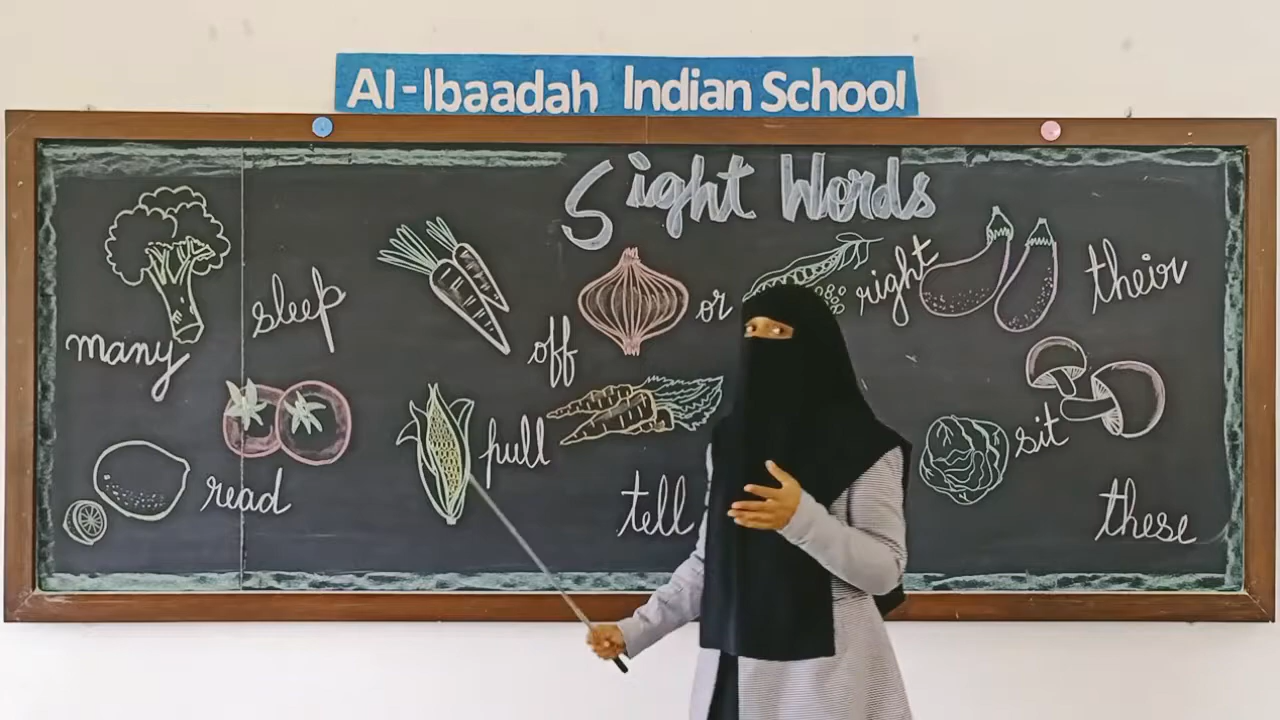 Al-Ibaadah Indian School
Sight Words
many
sleep
off
or
right
their
read
pull
tell
sit
these